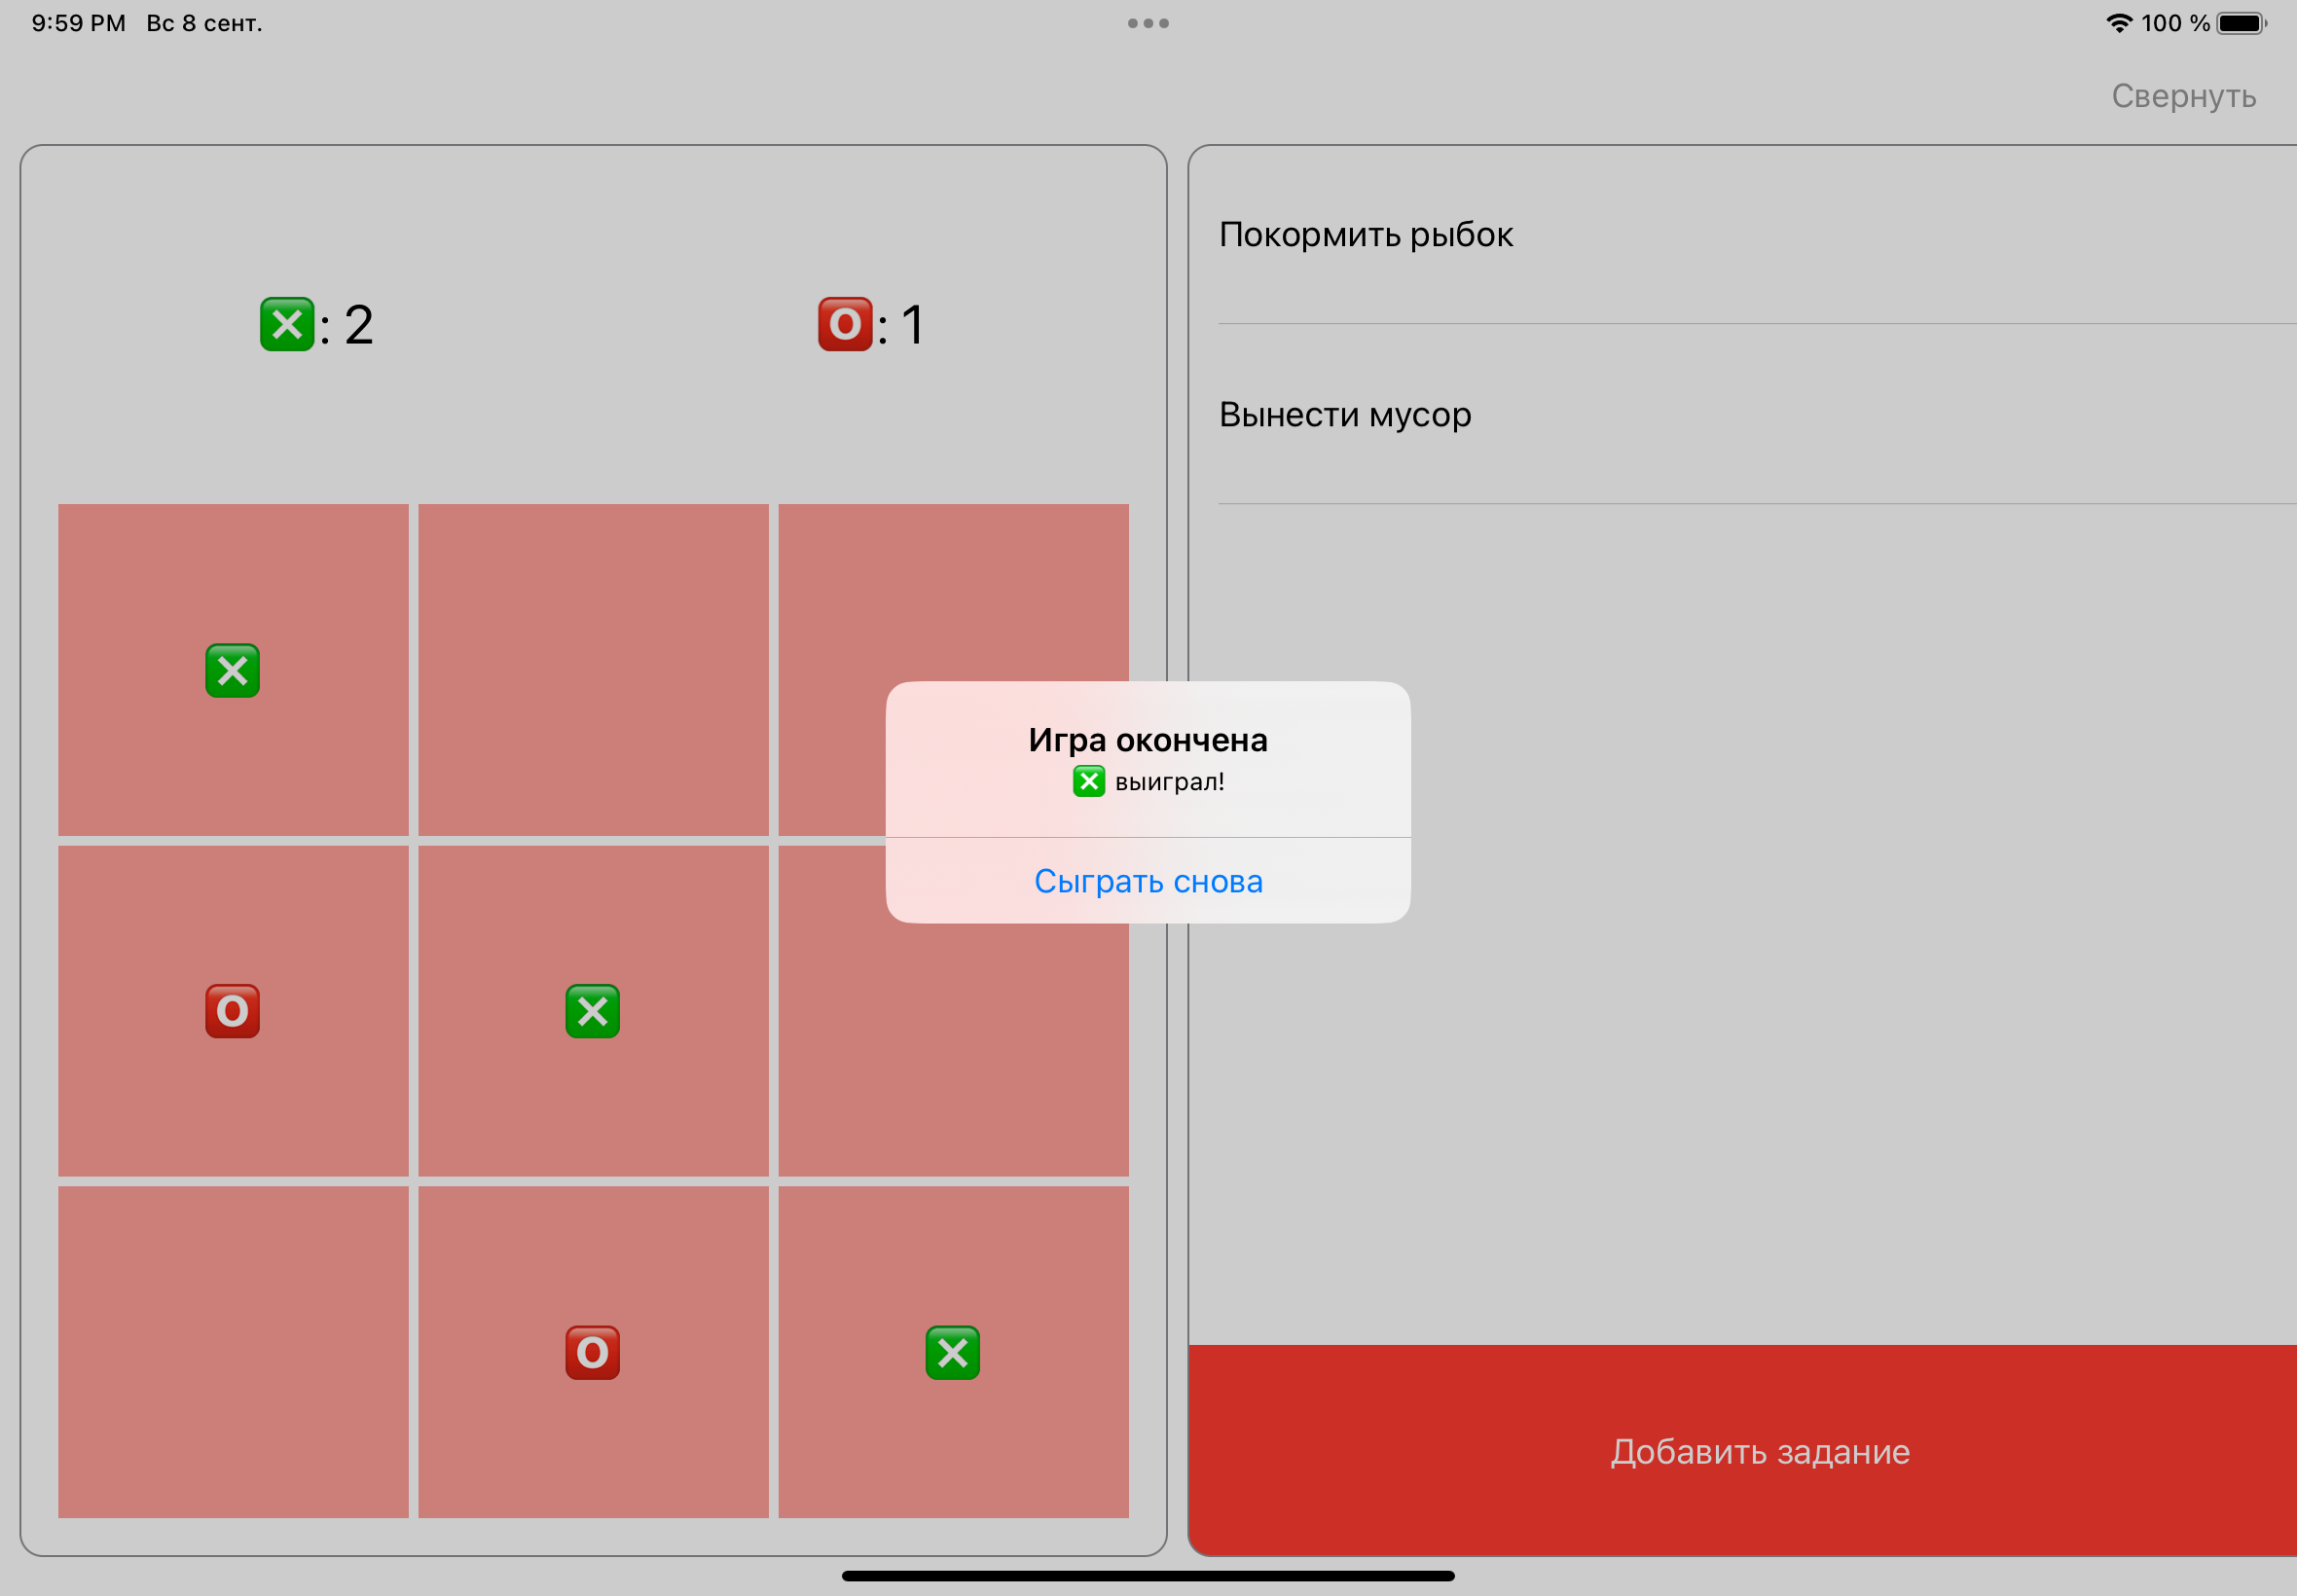 9:59 PM Вс 8 сент.
100 %
Свернуть
❎: 2
🅾️: 1
Покормить рыбок
Вынести мусор
❎
Игра окончена
❎ выиграл!
Сыграть снова
🅾️ ❎
🅾️ ❎
Добавить задание